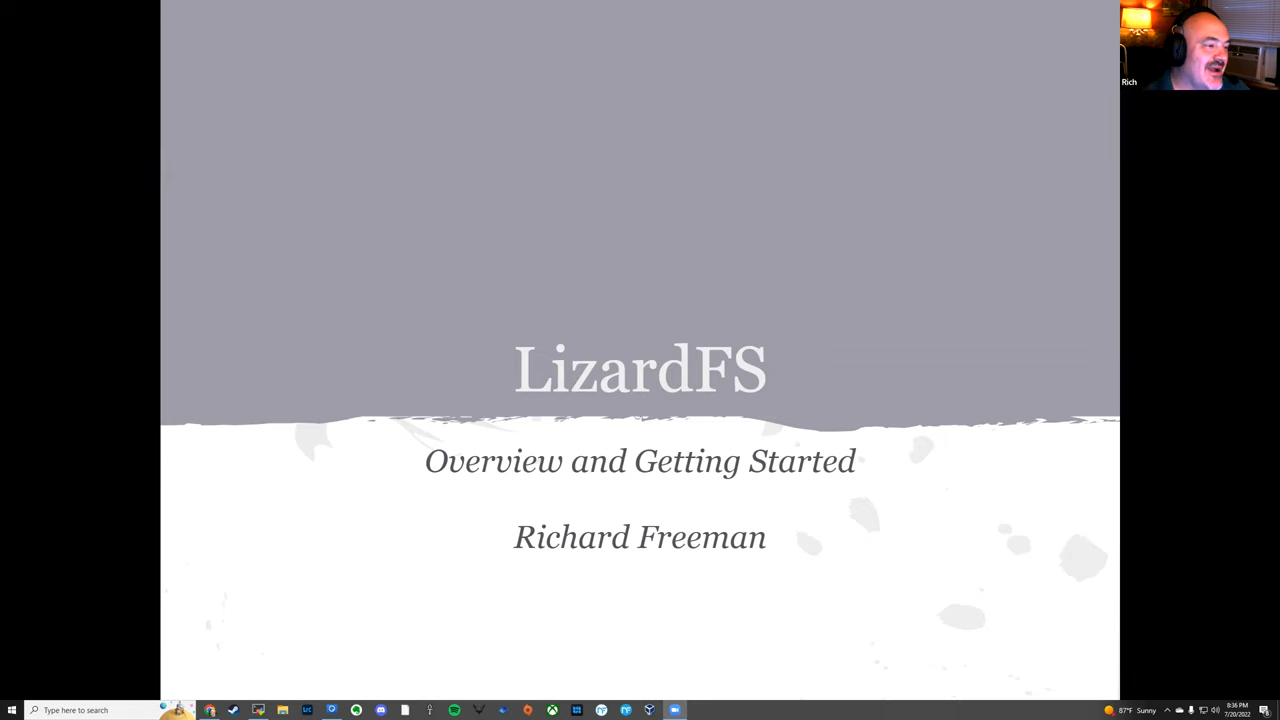 Rich
LizardFS
Overview and Getting Started
Richard Freeman
Type here to search
87°F Sunny
8:36 PM
7/20/2022